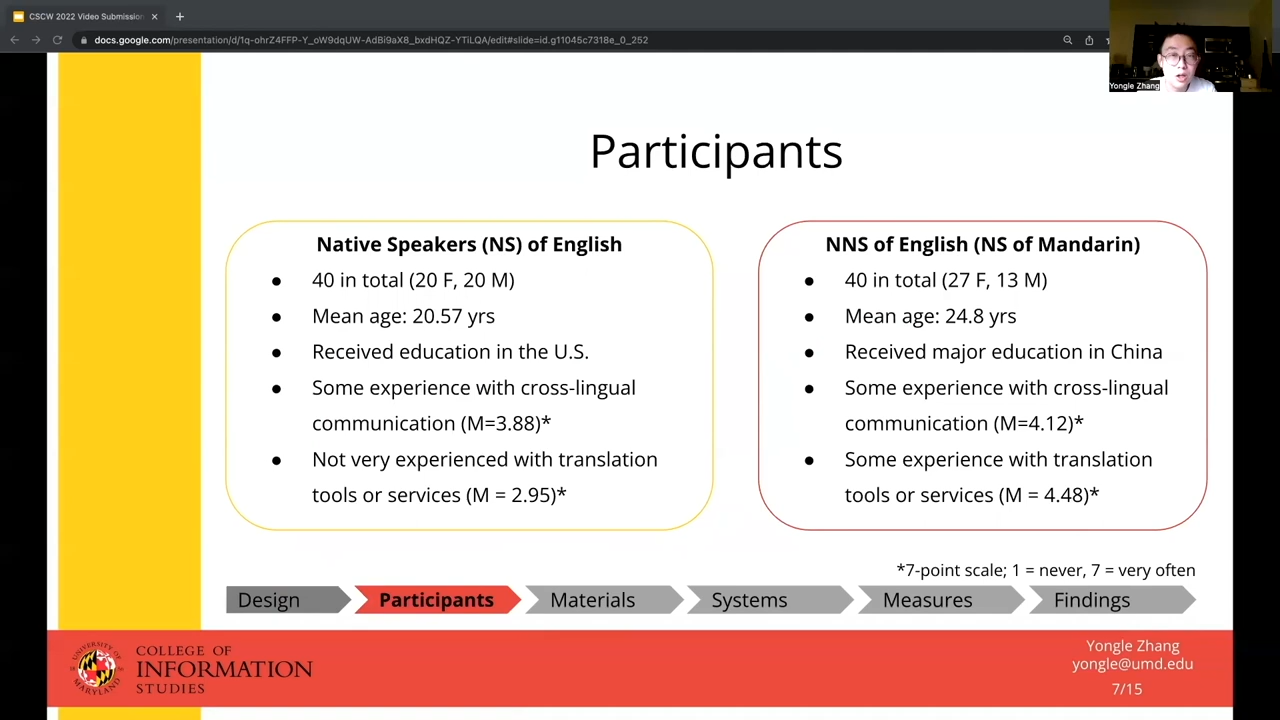 CSCW 2022 Video Submission
docs.google.com/presentation/d/1q-ohrZ4FFP-Y_oW9dqUW-AdBi9aX8_bxdHQZ-YTiLQA/edit#slide=id.g11045c7318e_0_252
Yongle Zhang
Participants
Native Speakers (NS) of English
● 40 in total (20 F, 20 M)
● Mean age: 20.57 yrs
● Received education in the U.S.
● Some experience with cross-lingual
communication (M=3.88)*
● Not very experienced with translation
tools or services (M = 2.95)*
NNS of English (NS of Mandarin)
● 40 in total (27 F, 13 M)
● Mean age: 24.8 yrs
● Received major education in China
● Some experience with cross-lingual
communication (M=4.12)*
● Some experience with translation
tools or services (M = 4.48)*
*7-point scale; 1 = never, 7 = very often
Design Participants Materials Systems Measures Findings
UNIVERSITY OF
MARYLAND
COLLEGE OF
INFORMATION
STUDIES
Yongle Zhang
yongle@umd.edu
7/15